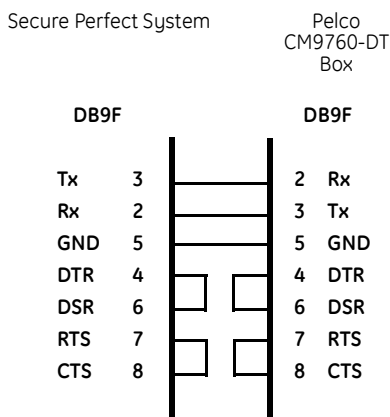 Secure Perfect System Pelco
CM9760-DT
Box
DB9F DB9F
Tx 3 2 Rx
Rx 2 3 Tx
GND 5 5 GND
DTR 4 4 DTR
DSR 6 6 DSR
RTS 7 7 RTS
CTS 8 8 CTS